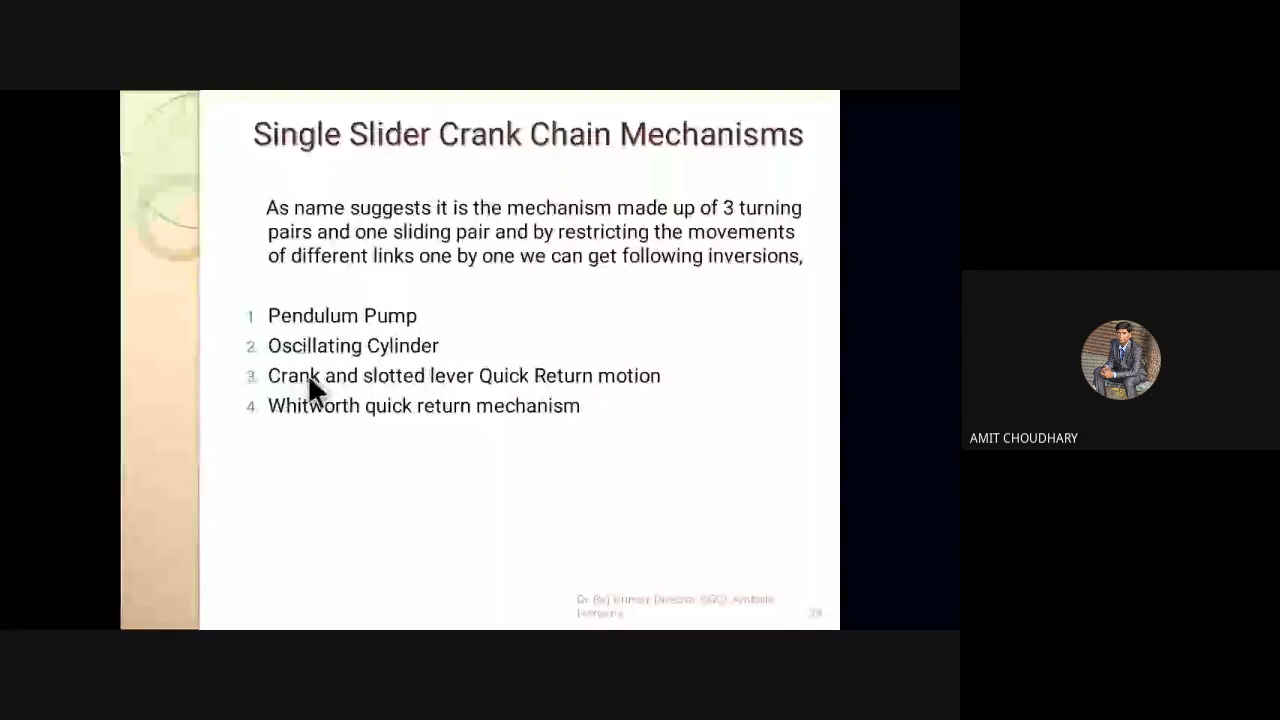 Single Slider Crank Chain Mechanisms
As name suggests it is the mechanism made up of 3 turning
pairs and one sliding pair and by restricting the movements
of different links one by one we can get following inversions,
1 Pendulum Pump
2 Oscillating Cylinder
3 Crank and slotted lever Quick Return motion
4 Whitworth quick return mechanism
AMIT CHOUDHARY